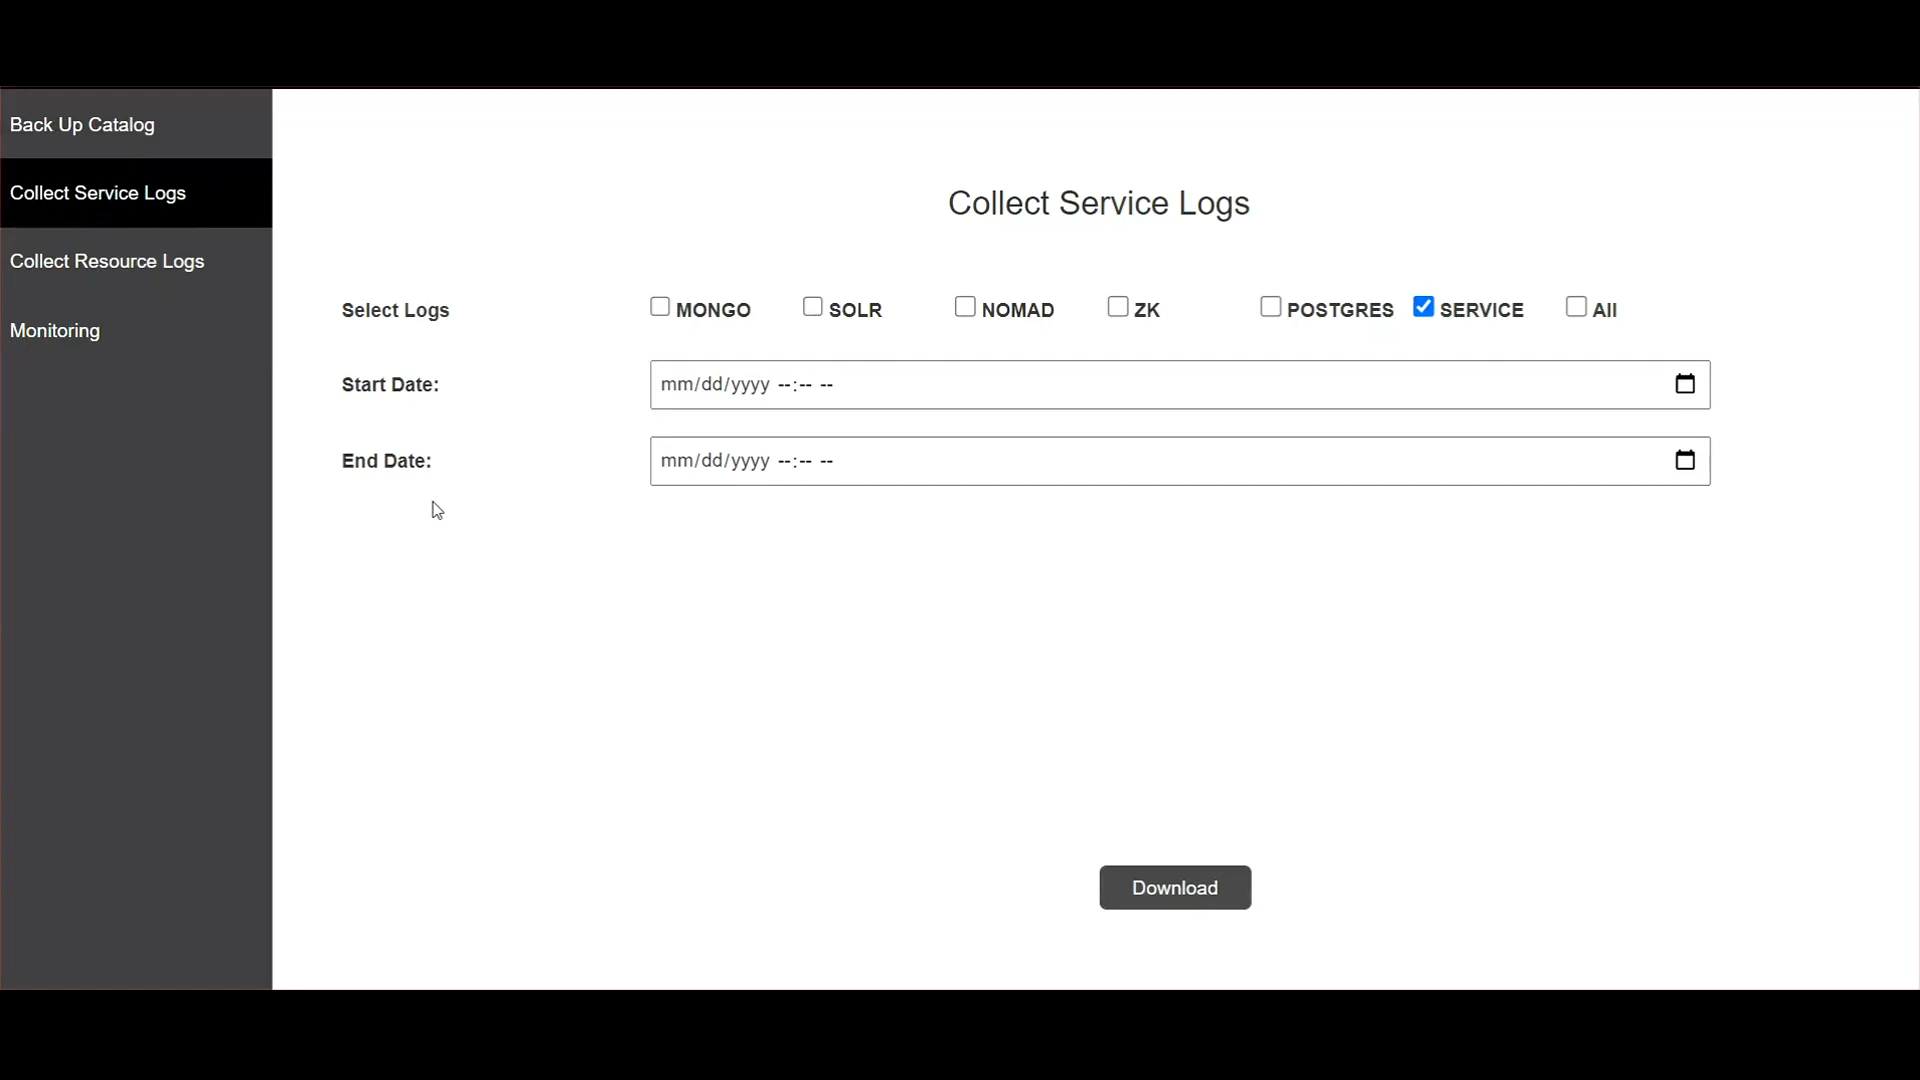 Back Up Catalog
Collect Service Logs
Collect Resource Logs
Monitoring
Collect Service Logs
Select Logs MONGO SOLR NOMAD ZK POSTGRES SERVICE All
Start Date: mm/dd/yyyy --:-- --
End Date: mm/dd/yyyy --:-- --
Download